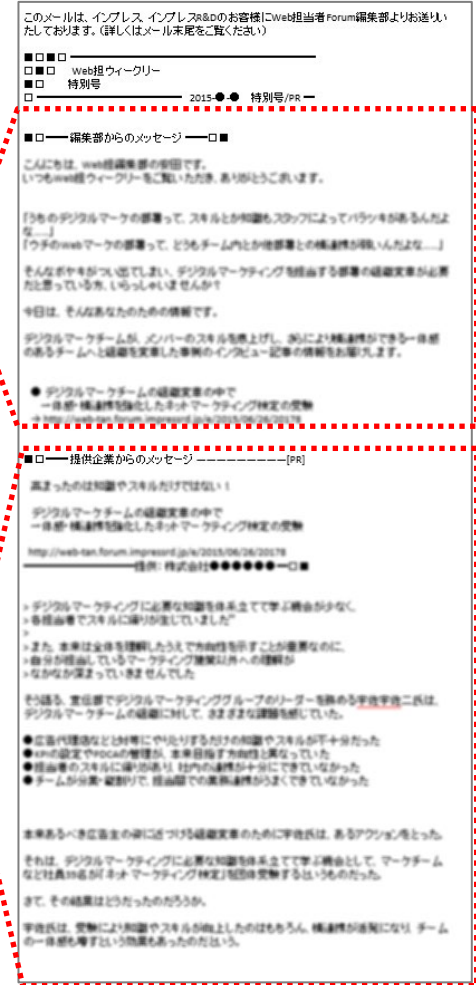 このメールは、インプレス インプレスR&Dのお客様にWeb担当者Forum編集部よりお送りい
たしております。（詳しくはメール末尾をご覧ください）
■□■□━━━━━━━━━━━━━━━━
□■□　Web担ウィークリー
■□　特別号
□━━━━━━━━━━ 2015-●-● 特別号/PR━
■□━━編集部からのメッセージ━━□■
こんにちは、Web担編集部の安田です。
いつもWeb担ウィークリーをご覧いただき、ありがとうございます。
「うちのデジタルマーケの部署って、スキルとか知識もスタッフによってバラツキがあるんだよ
な……」
「ウチのWebマーケの部署って、どうもチーム内とか他部署との横連携が弱いんだよな……」
そんなボヤキがつい出てしまい、デジタルマーケティングを担当する部署の組織変革が必要
だと思っている方、いらっしゃいませんか？
今日は、そんなあなたのための情報です。
デジタルマーケチームが、メンバーのスキルを底上げし、さらにより横連携ができる一体感
のあるチームへと組織を変革した事例のインタビュー記事の情報をお届けします。
● デジタルマーケチームの組織変革の中で
一体感・横連携を強化したネットマーケティング検定の受験
→ http://web-tan.forum.impressrd.jp/e/2015/06/26/20178
■□━━提供企業からのメッセージ ―――――――――[PR]
高まったのは知識やスキルだけではない！
デジタルマーケチームの組織変革の中で
一体感・横連携を強化したネットマーケティング検定の受験
http://web-tan.forum.impressrd.jp/e/2015/06/26/20178
━━━━━━━━━━提供：株式会社●●●●●●━□■
> デジタルマーケティングに必要な知識を体系立てて学ぶ機会が少なく、
> 各担当者でスキルに偏りが生じていました”
>
> また、本来は全体を理解したうえで方向性を示すことが重要なのに、
> 自分が担当しているマーケティング施策以外への理解が
> なかなか深まっていきませんでした
そう語る、宣伝部でデジタルマーケティンググループのリーダーを務める宇佐宇佐二氏は、
デジタルマーケチームの組織に対して、さまざまな課題を感じていた。
●広告代理店などと対等にやりとりするだけの知識やスキルが不十分だった
●KPIの設定やPDCAの管理が、本来目指す方向性と異なっていた
●担当者のスキルに偏りがあり、社内の連携が十分にできていなかった
●チームが分業・縦割りで、担当間での業務連携がうまくできていなかった
本来あるべき広告主の姿に近づける組織変革のために宇佐氏は、あるアクションをとった。
それは、デジタルマーケティングに必要な知識を体系立てて学ぶ機会として、マーケチーム
など社員35名が「ネットマーケティング検定」を団体受験するというものだった。
さて、その結果はどうだったのだろうか。
宇佐氏は、受験により知識やスキルが向上したのはもちろん、横連携が活発になり、チーム
の一体感も増すという効果もあったのだという。